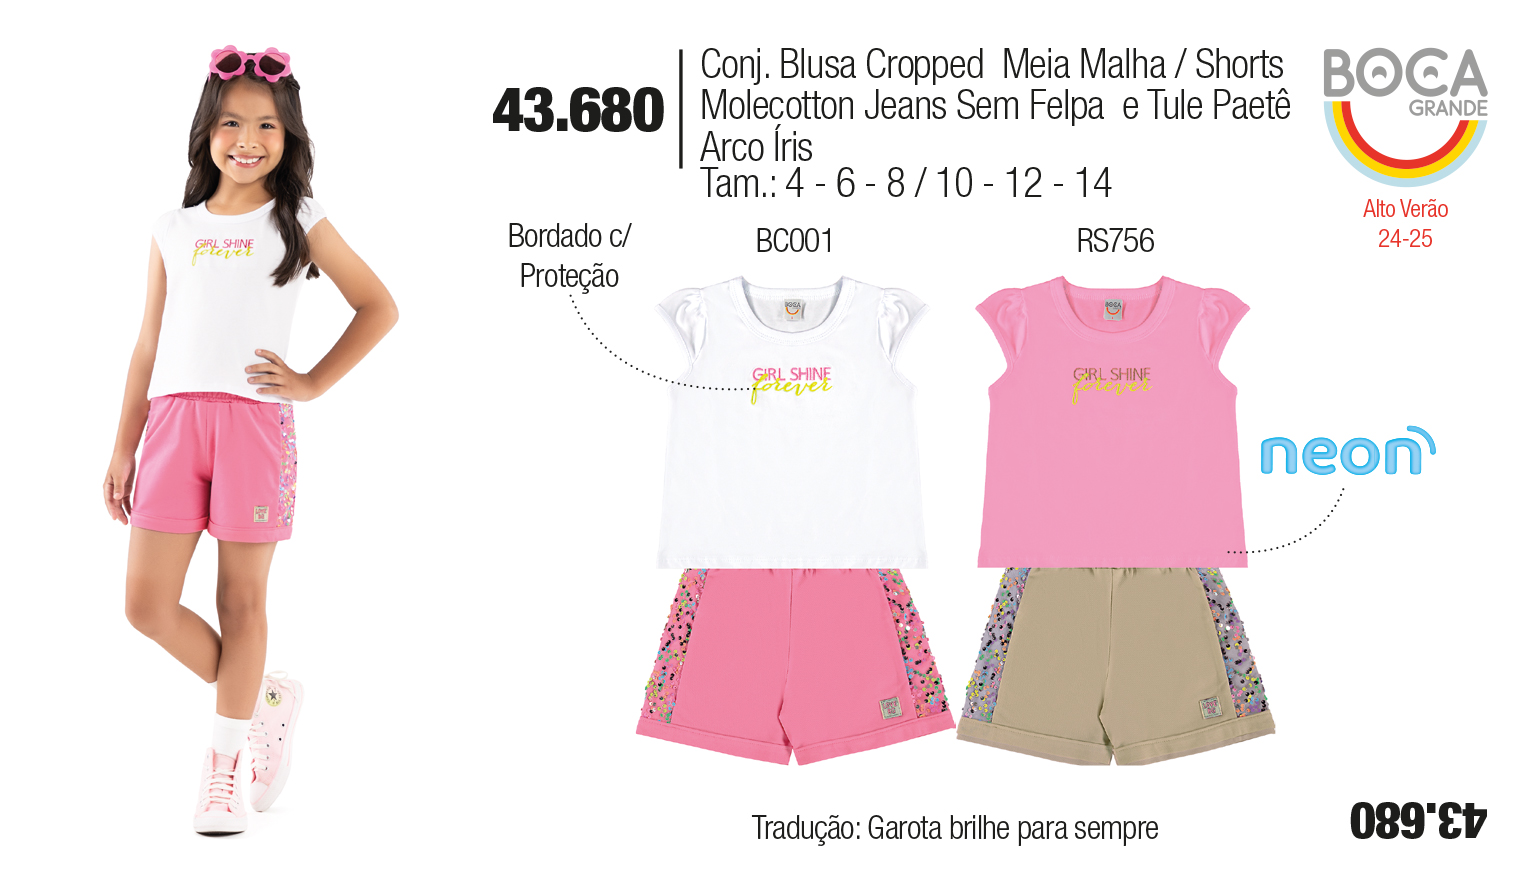 43.680
Conj. Blusa Cropped Meia Malha / Shorts
Molecotton Jeans Sem Felpa e Tule Paetê
Arco Íris
Tam.: 4 - 6 - 8 / 10 - 12 - 14
BOCA
GRANDE
Alto Verão
24-25
Bordado c/
Proteção
BC001
RS756
GIRL SHINE
forever
BOCA
GIRL SHINE
forever
BOCA
GIRL SHINE
forever
neon
Tradução: Garota brilhe para sempre
43.680